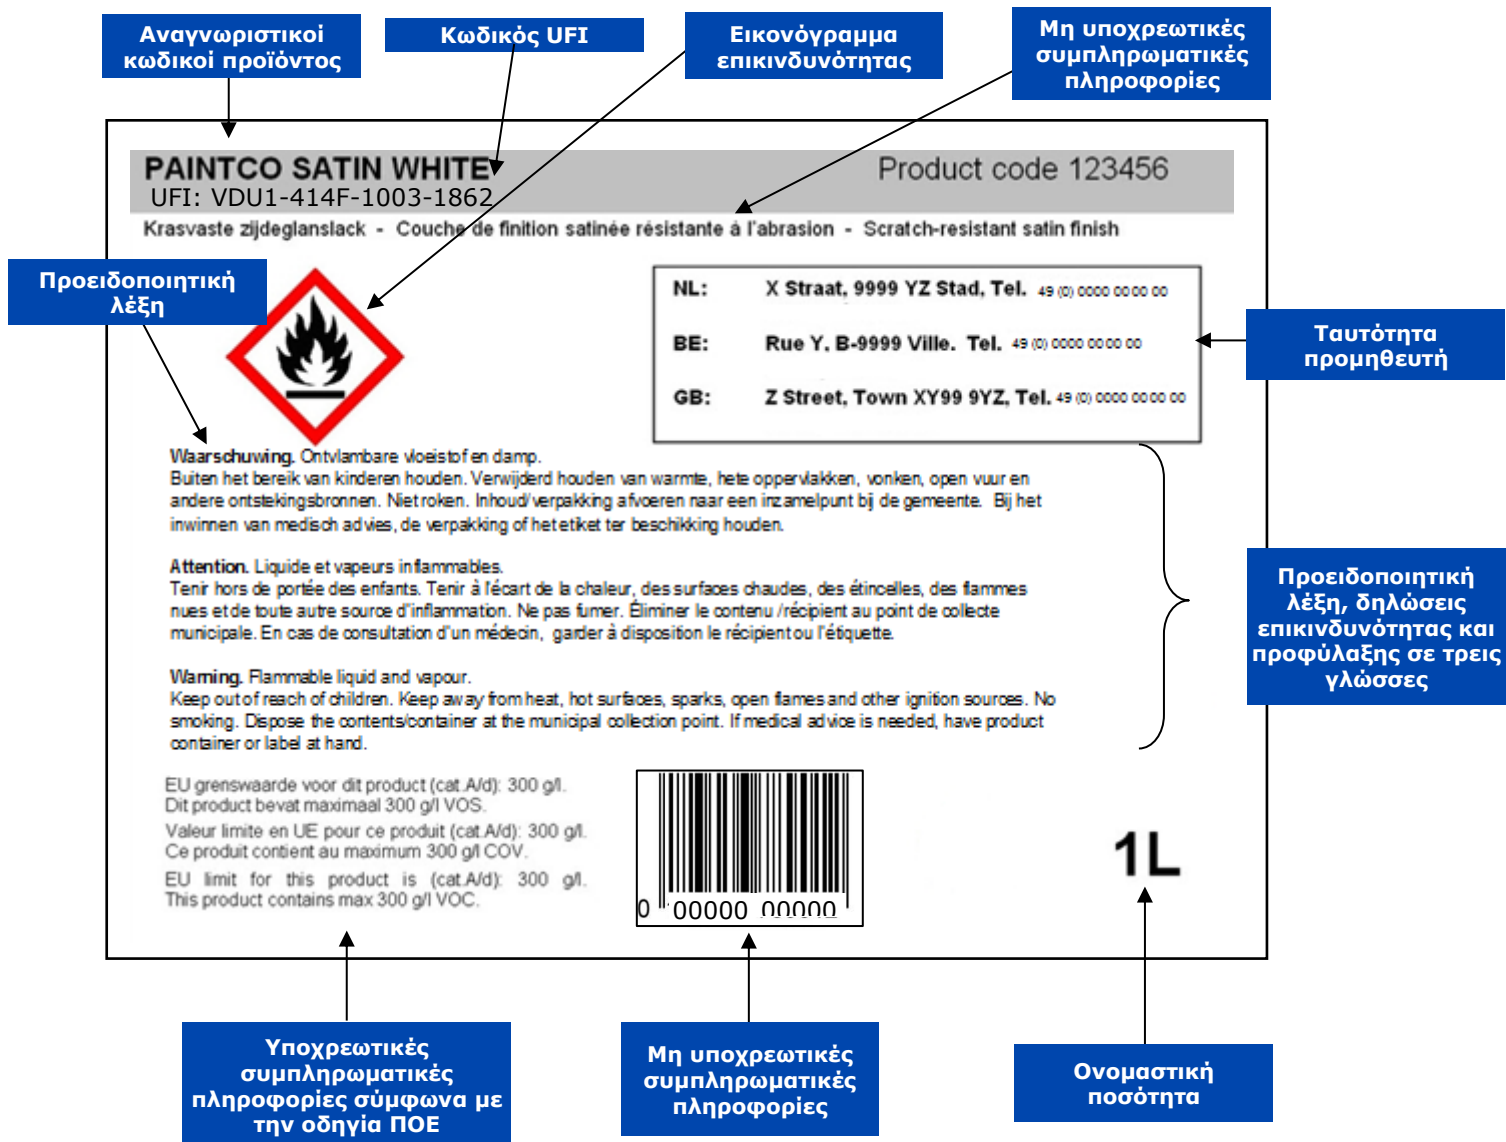 Αναγνωριστικοί
κωδικοί προϊόντος
Κωδικός UFI
Εικονόγραμμα
επικινδυνότητας
Μη υποχρεωτικές
συμπληρωματικές
πληροφορίες
PAINTCO SATIN WHITE
Product code 123456
UFI: VDU1-414F-1003-1862
Krasvaste zijdeglanslack - Couche de finition satinée résistante à l'abrasion - Scratch-resistant satin finish
Προειδοποιητική
λέξη
NL: X Straat, 9999 YZ Stad, Tel. 49 (0) 0000 00 00 00
BE: Rue Y, B-9999 Ville. Tel. 49 (0) 0000 00 00 00
GB: Z Street, Town XY99 9YZ, Tel. 49 (0) 0000 00 00 00
Ταυτότητα
προμηθευτή
Waarschuwing. Ontvlambare vloeistof en damp.
Buiten het bereik van kinderen houden. Verwijderd houden van warmte, hete oppervlakken, vonken, open vuur en
andere ontstekingsbronnen. Niet roken. Inhoud/verpakking afvoeren naar een inzamelpunt bij de gemeente. Bij het
inwinnen van medisch advies, de verpakking of het etiket ter beschikking houden.
Attention. Liquide et vapeurs inflammables.
Tenir hors de portée des enfants. Tenir à l'écart de la chaleur, des surfaces chaudes, des étincelles, des flammes
nues et de toute autre source d'inflammation. Ne pas fumer. Éliminer le contenu /récipient au point de collecte
municipale. En cas de consultation d'un médecin, garder à disposition le récipient ou l'étiquette.
Warning. Flammable liquid and vapour.
Keep out of reach of children. Keep away from heat, hot surfaces, sparks, open flames and other ignition sources. No
smoking. Dispose the contents/container at the municipal collection point. If medical advice is needed, have product
container or label at hand.
Προειδοποιητική
λέξη, δηλώσεις
επικινδυνότητας και
προφύλαξης σε τρεις
γλώσσες
EU grenswaarde voor dit product (cat.A/d): 300 g/l.
Dit product bevat maximaal 300 g/l VOS.
Valeur limite en UE pour ce produit (cat.A/d): 300 g/l.
Ce produit contient au maximum 300 g/l COV.
EU limit for this product is (cat.A/d): 300 g/l.
This product contains max 300 g/l VOC.
0 00000 00000
1L
Υποχρεωτικές
συμπληρωματικές
πληροφορίες σύμφωνα με
την οδηγία ΠΟΕ
Μη υποχρεωτικές
συμπληρωματικές
πληροφορίες
Ονομαστική
ποσότητα